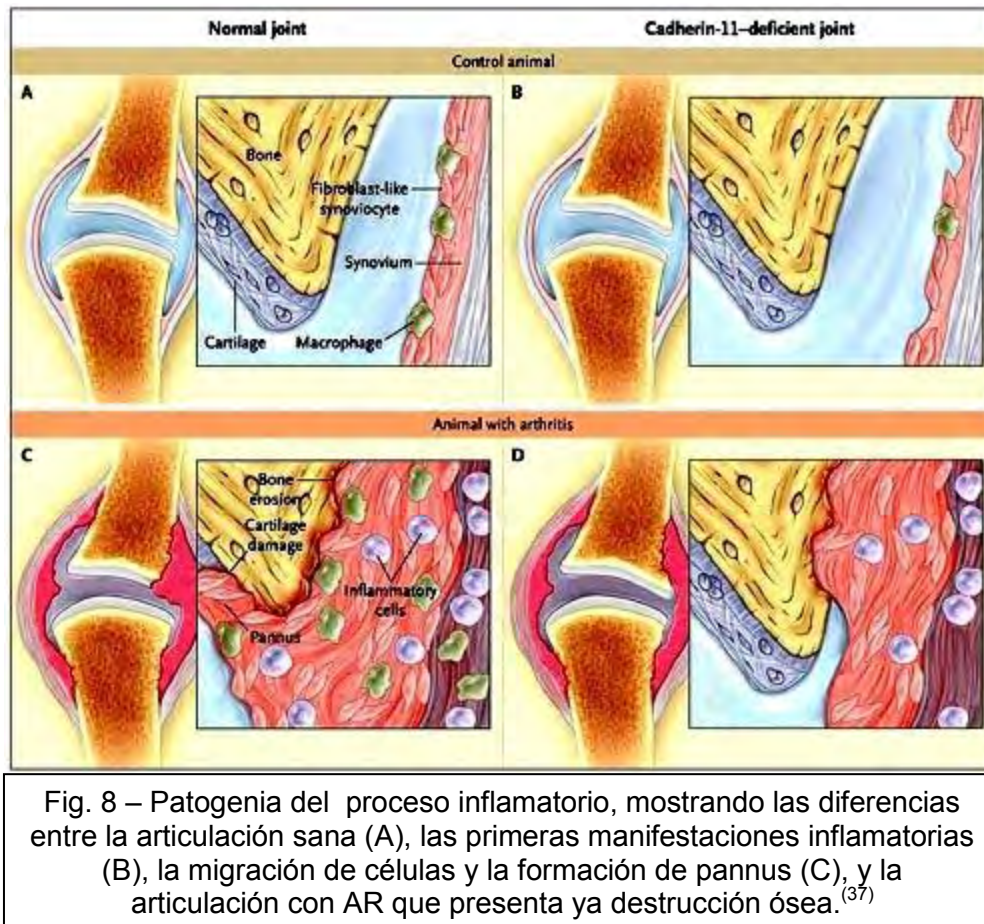 Normal joint
Cadherin-11–deficient joint
Control animal
A
B
Bone
Fibroblast-like
synoviocyte
Synovium
Cartilage
Macrophage
Animal with arthritis
C
D
Bone
erosion
Cartilage
damage
Inflammatory
cells
Pannus
Fig. 8 – Patogenia del proceso inflamatorio, mostrando las diferencias
entre la articulación sana (A), las primeras manifestaciones inflamatorias
(B), la migración de células y la formación de pannus (C), y la
articulación con AR que presenta ya destrucción ósea.(37)